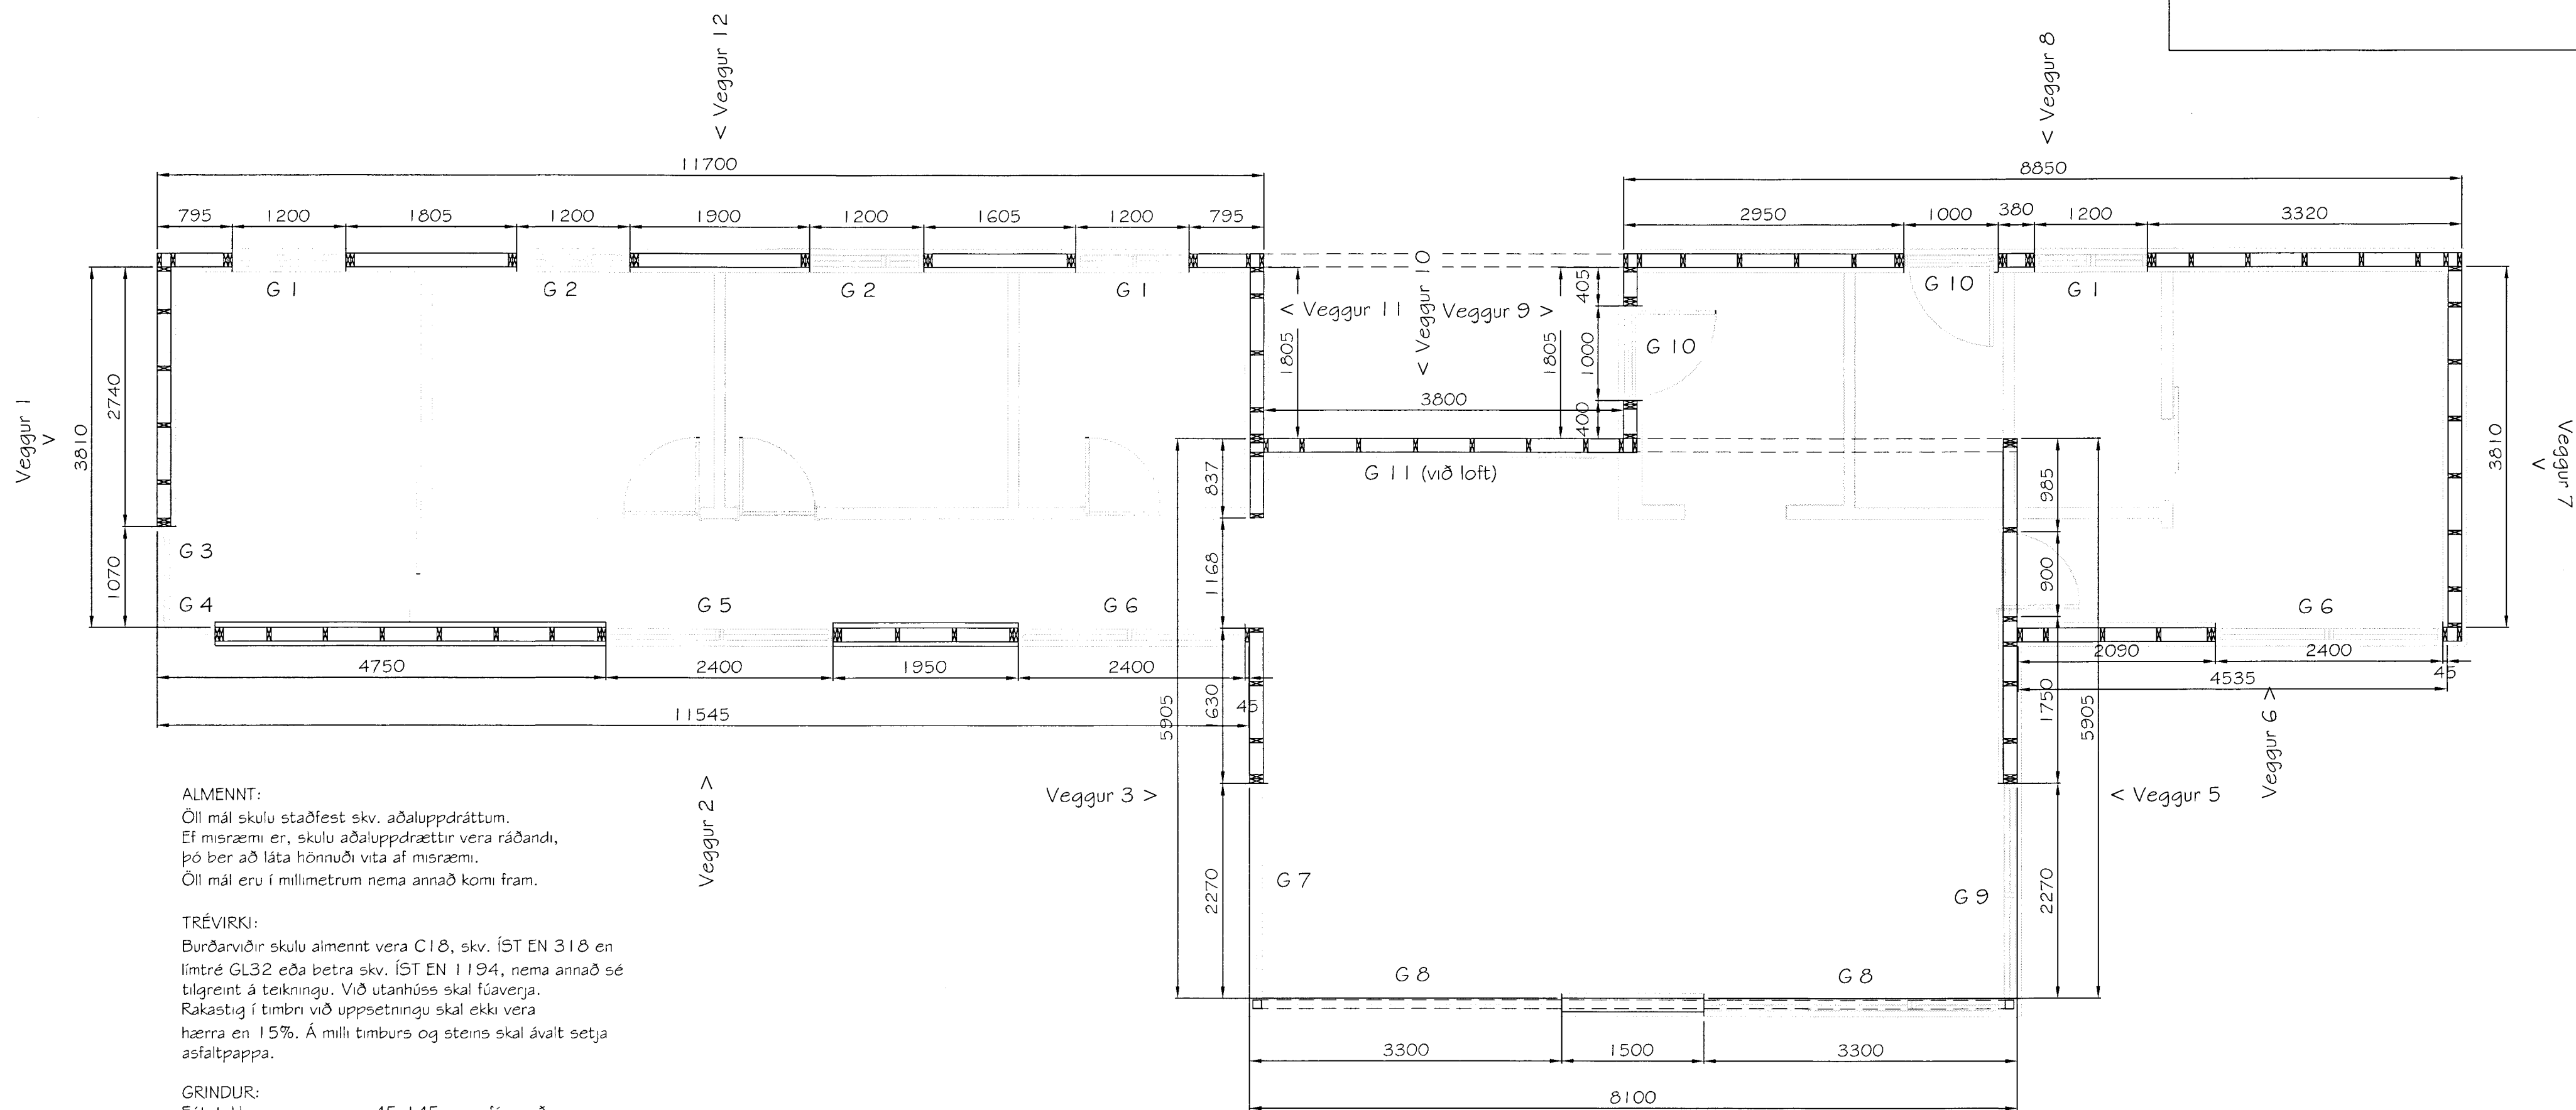 < Veggur 12
< Veggur 8
11700
8850
795 1200 1805 1200 1900 1200 1605 1200 795
2950 1000 380 1200 3320
G 1
G 2
G 2
G 1
G 10
G 1
< Veggur 11
< Veggur 10
Veggur 9 >
405
1000
400
1805
1805
3800
G 10
Veggur 1
V
3810
2740
1070
3810
Veggur 7
V
G 11 (við loft)
837
1168
1630
2270
5905
985
900
1750
2270
5905
G 3
G 4
G 5
G 6
G 6
4750 2400 1950 2400
45
11545
2090 2400
45
4535
Veggur 2 >
Veggur 3 >
< Veggur 5
Veggur 6 >
G 7
G 9
G 8
G 8
3300 1500 3300
8100
ALMENNT:
Öll mál skulu staðfest skv. aðaluppdráttum.
Ef misræmi er, skulu aðaluppdrættir vera ráðandi,
þó ber að láta hönnuði vita af misræmi.
Öll mál eru í millimetrum nema annað komi fram.
TRÉVIRKI:
Burðarviðir skulu almennt vera C18, skv. ÍST EN 318 en
límtré GL32 eða betra skv. ÍST EN 1194, nema annað sé
tilgreint á teikningu. Við utanhúss skal fúaverja.
Rakastig í timbri við uppsetningu skal ekki vera
hærra en 15%. Á milli timburs og steins skal ávalt setja
asfaltpappa.
GRINDUR: